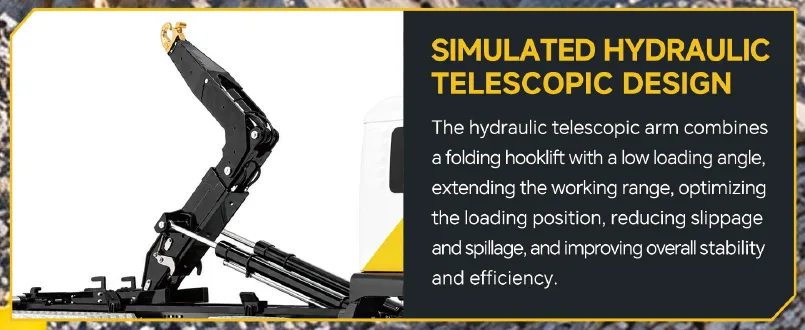 SIMULATED HYDRAULIC
TELESCOPIC DESIGN
The hydraulic telescopic arm combines
a folding hooklift with a low loading angle,
extending the working range, optimizing
the loading position, reducing slippage
and spillage, and improving overall stability
and efficiency.